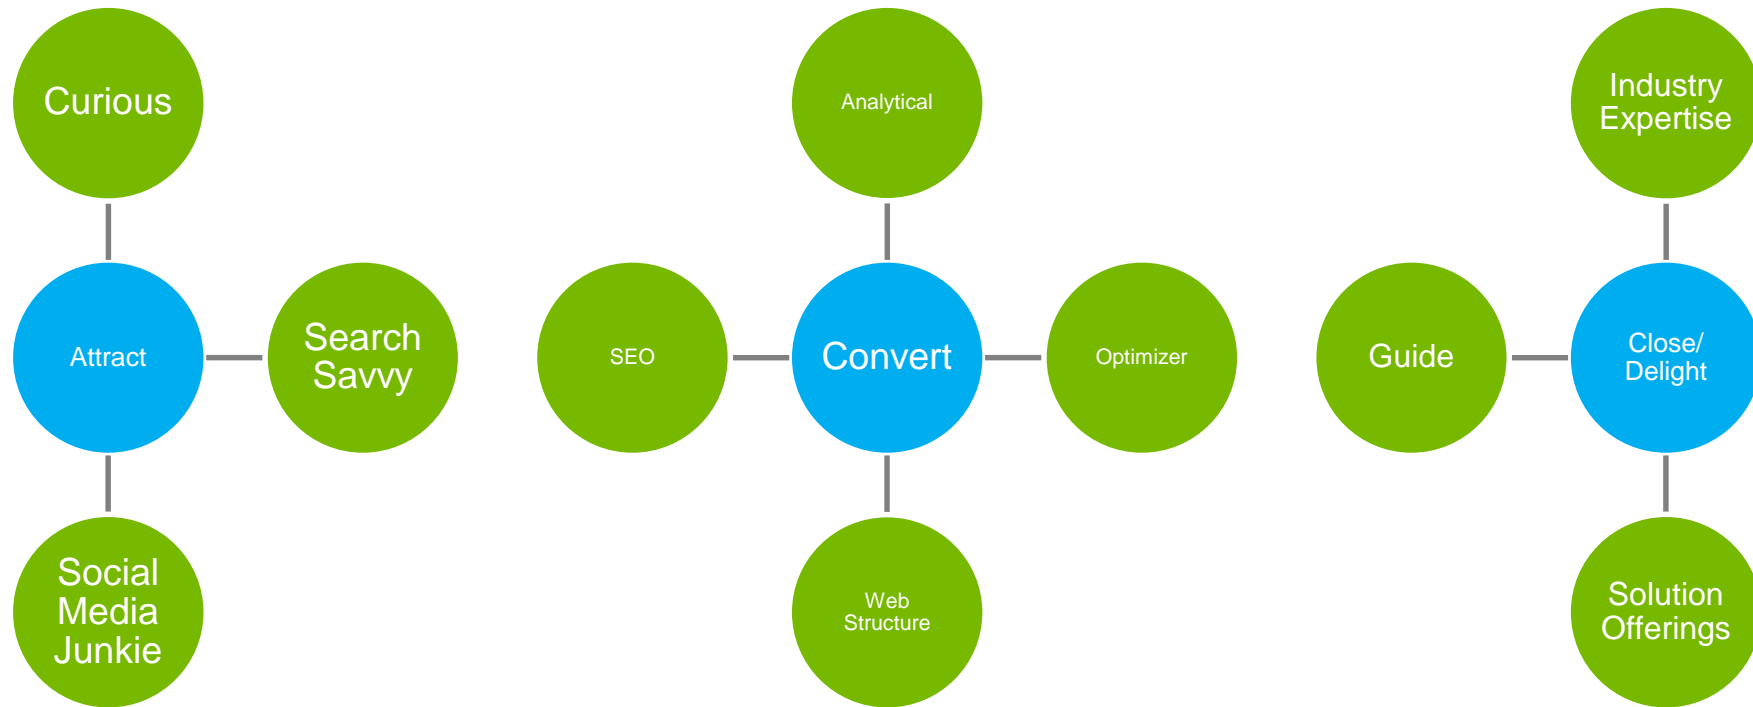 Curious
Attract
Search
Savvy
Social
Media
Junkie
Analytical
SEO
Convert
Optimizer
Web
Structure
Industry
Expertise
Guide
Close/
Delight
Solution
Offerings